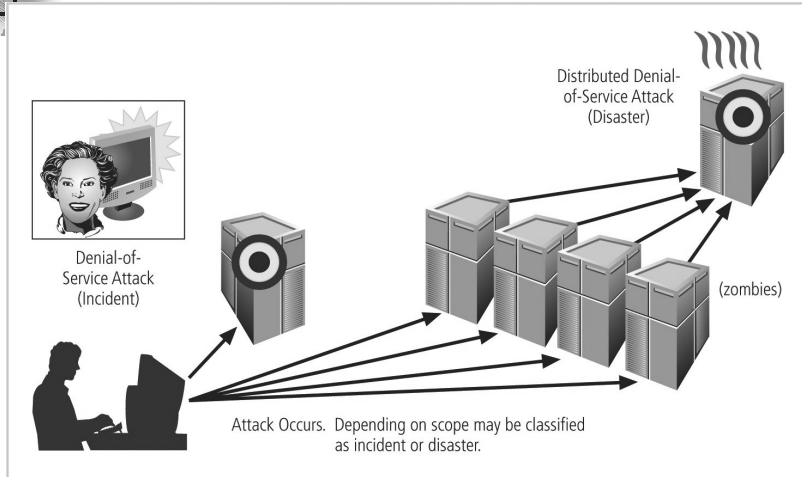 Distributed Denial-
of-Service Attack
(Disaster)
Denial-of-
Service Attack
(Incident)
(zombies)
Attack Occurs. Depending on scope may be classified
as incident or disaster.